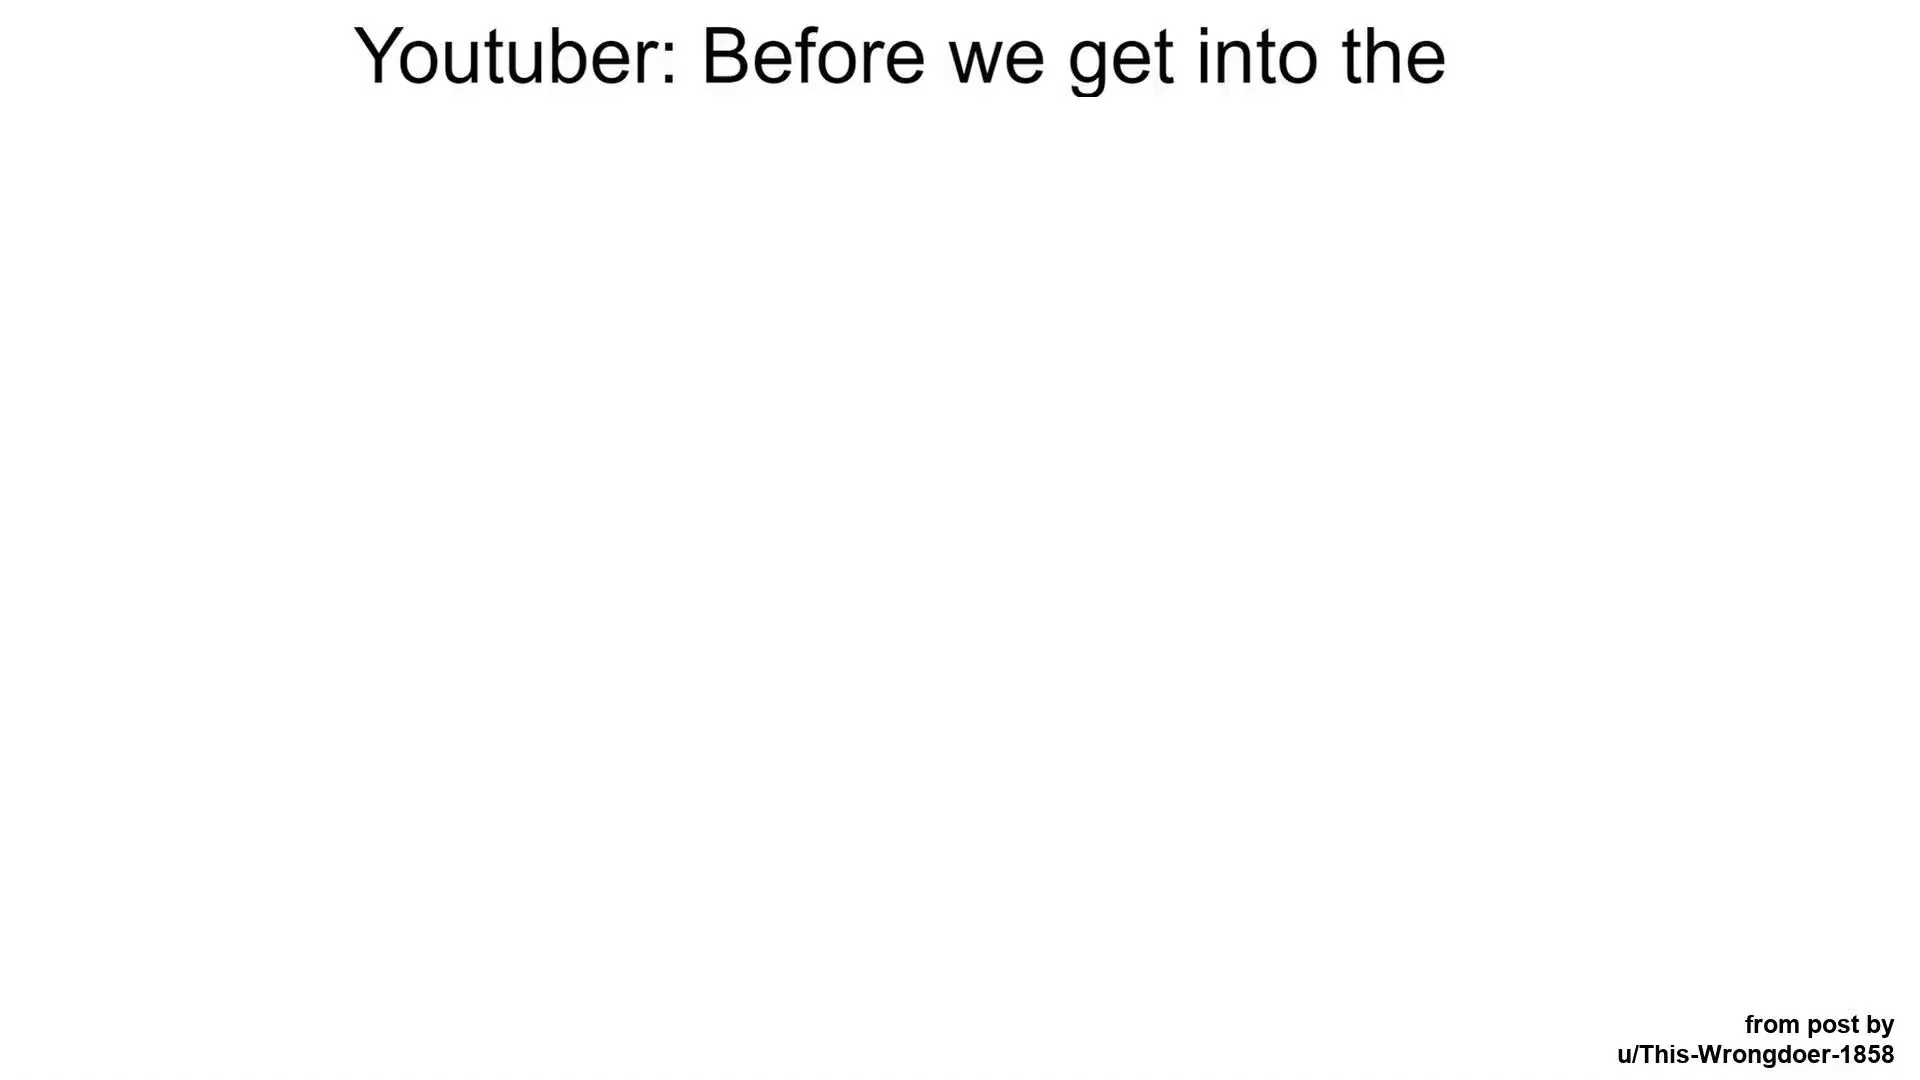 Youtuber: Before we get into the
from post by
u/This-Wrongdoer-1858